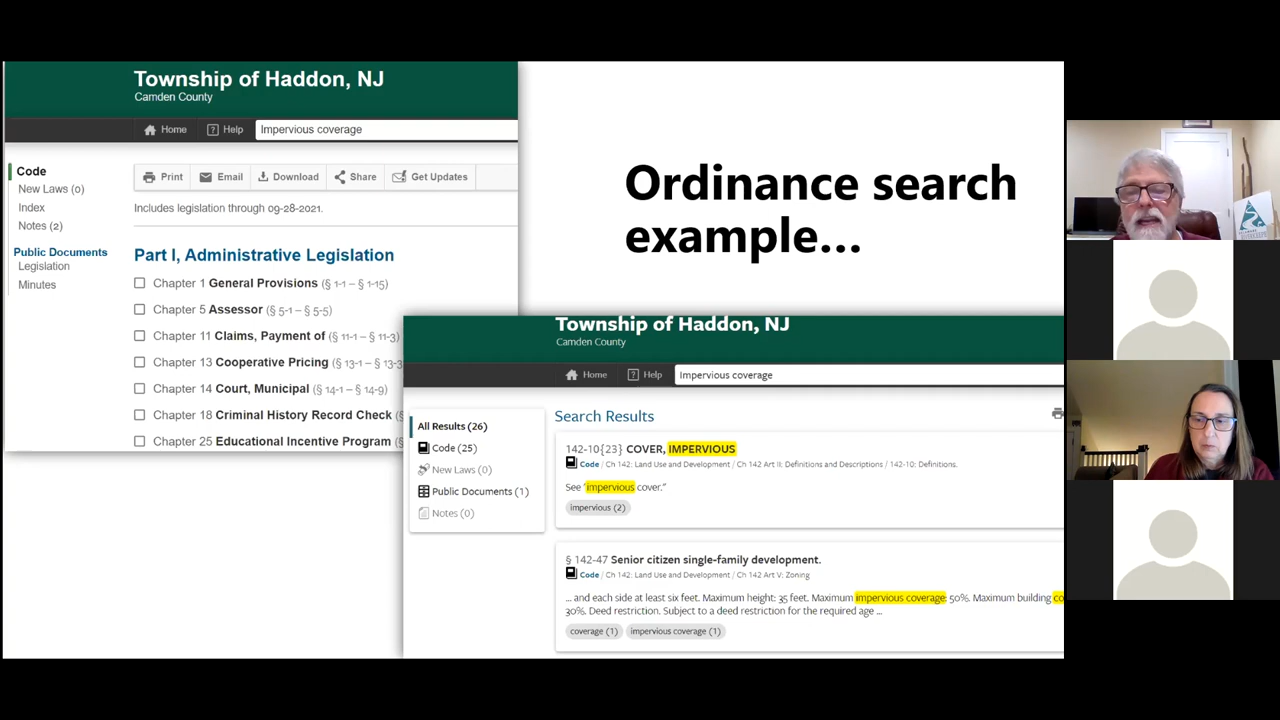 Township of Haddon, NJ
Camden County
Home
Help
Impervious coverage
Code
New Laws (0)
Index
Notes (2)
Public Documents
Legislation
Minutes
Print
Email
Download
Share
Get Updates
Includes legislation through 09-28-2021.
Part I, Administrative Legislation
Chapter 1 General Provisions (§ 1-1 – § 1-15)
Chapter 5 Assessor (§ 5-1 – § 5-5)
Chapter 11 Claims, Payment of (§ 11-1 – § 11-3)
Chapter 13 Cooperative Pricing (§ 13-1 – § 13-3
Chapter 14 Court, Municipal (§ 14-1 – § 14-9)
Chapter 18 Criminal History Record Check (§
Chapter 25 Educational Incentive Program (§
Ordinance search
example...
Township of Haddon, NJ
Camden County
Home
Help
Impervious coverage
All Results (26)
Code (25)
New Laws (0)
Public Documents (1)
Notes (0)
Search Results
142-10{23} COVER, IMPERVIOUS
Code / Ch 142: Land Use and Development / Ch 142 Art II: Definitions and Descriptions / 142-10: Definitions.
See "impervious cover."
impervious (2)
§ 142-47 Senior citizen single-family development.
Code / Ch 142: Land Use and Development / Ch 142 Art V: Zoning
... and each side at least six feet. Maximum height: 35 feet. Maximum impervious coverage: 50%. Maximum building co
30%. Deed restriction. Subject to a deed restriction for the required age ...
coverage (1)
impervious coverage (1)